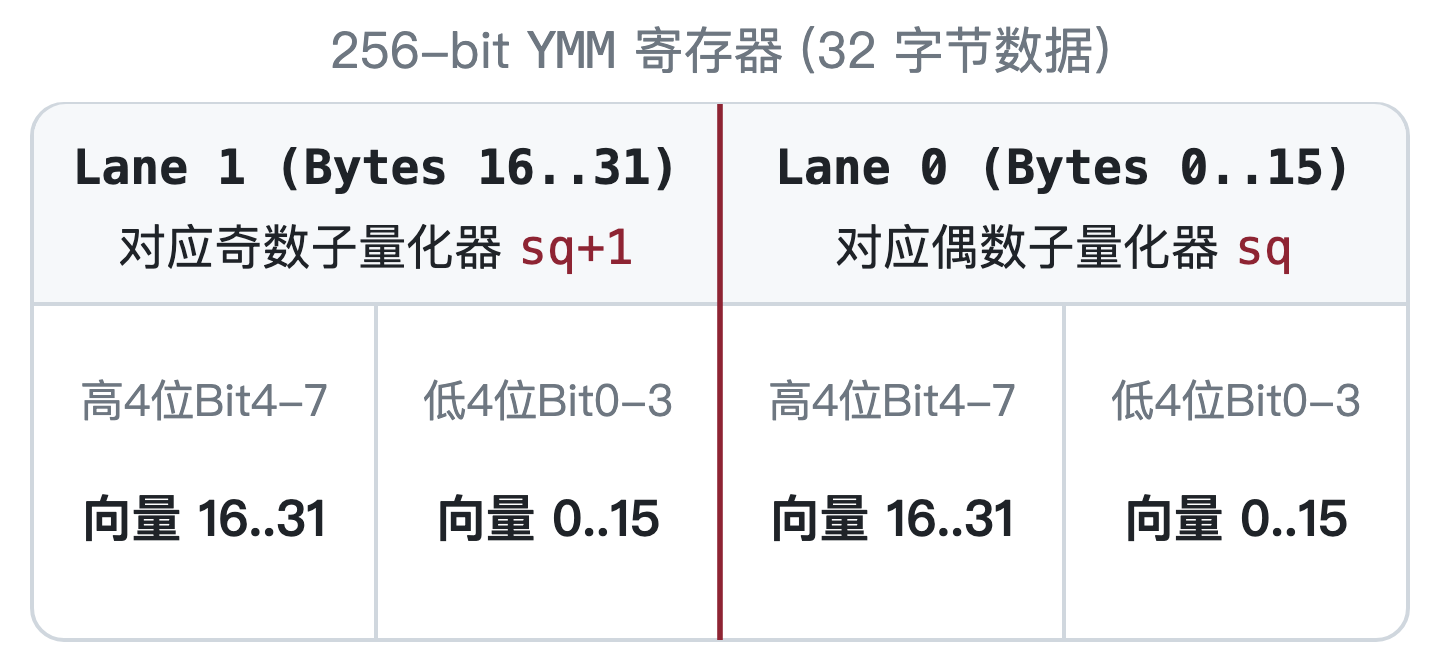 256-bit YMM 寄存器 (32 字节数据)
Lane 1 (Bytes 16..31)
对应奇数子量化器 sq+1
Lane 0 (Bytes 0..15)
对应偶数子量化器 sq
高4位Bit4-7
向量 16..31
低4位Bit0-3
向量 0..15
高4位Bit4-7
向量 16..31
低4位Bit0-3
向量 0..15